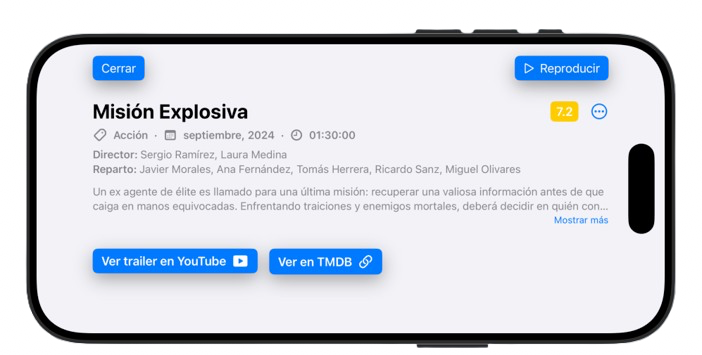 Cerrar
Reproducir
Misión Explosiva
7.2
Acción · septiembre, 2024 · 01:30:00
Director: Sergio Ramírez, Laura Medina
Reparto: Javier Morales, Ana Fernández, Tomás Herrera, Ricardo Sanz, Miguel Olivares
Un ex agente de élite es llamado para una última misión: recuperar una valiosa información antes de que
caiga en manos equivocadas. Enfrentando traiciones y enemigos mortales, deberá decidir en quién con...
Mostrar más
Ver trailer en YouTube
Ver en TMDB